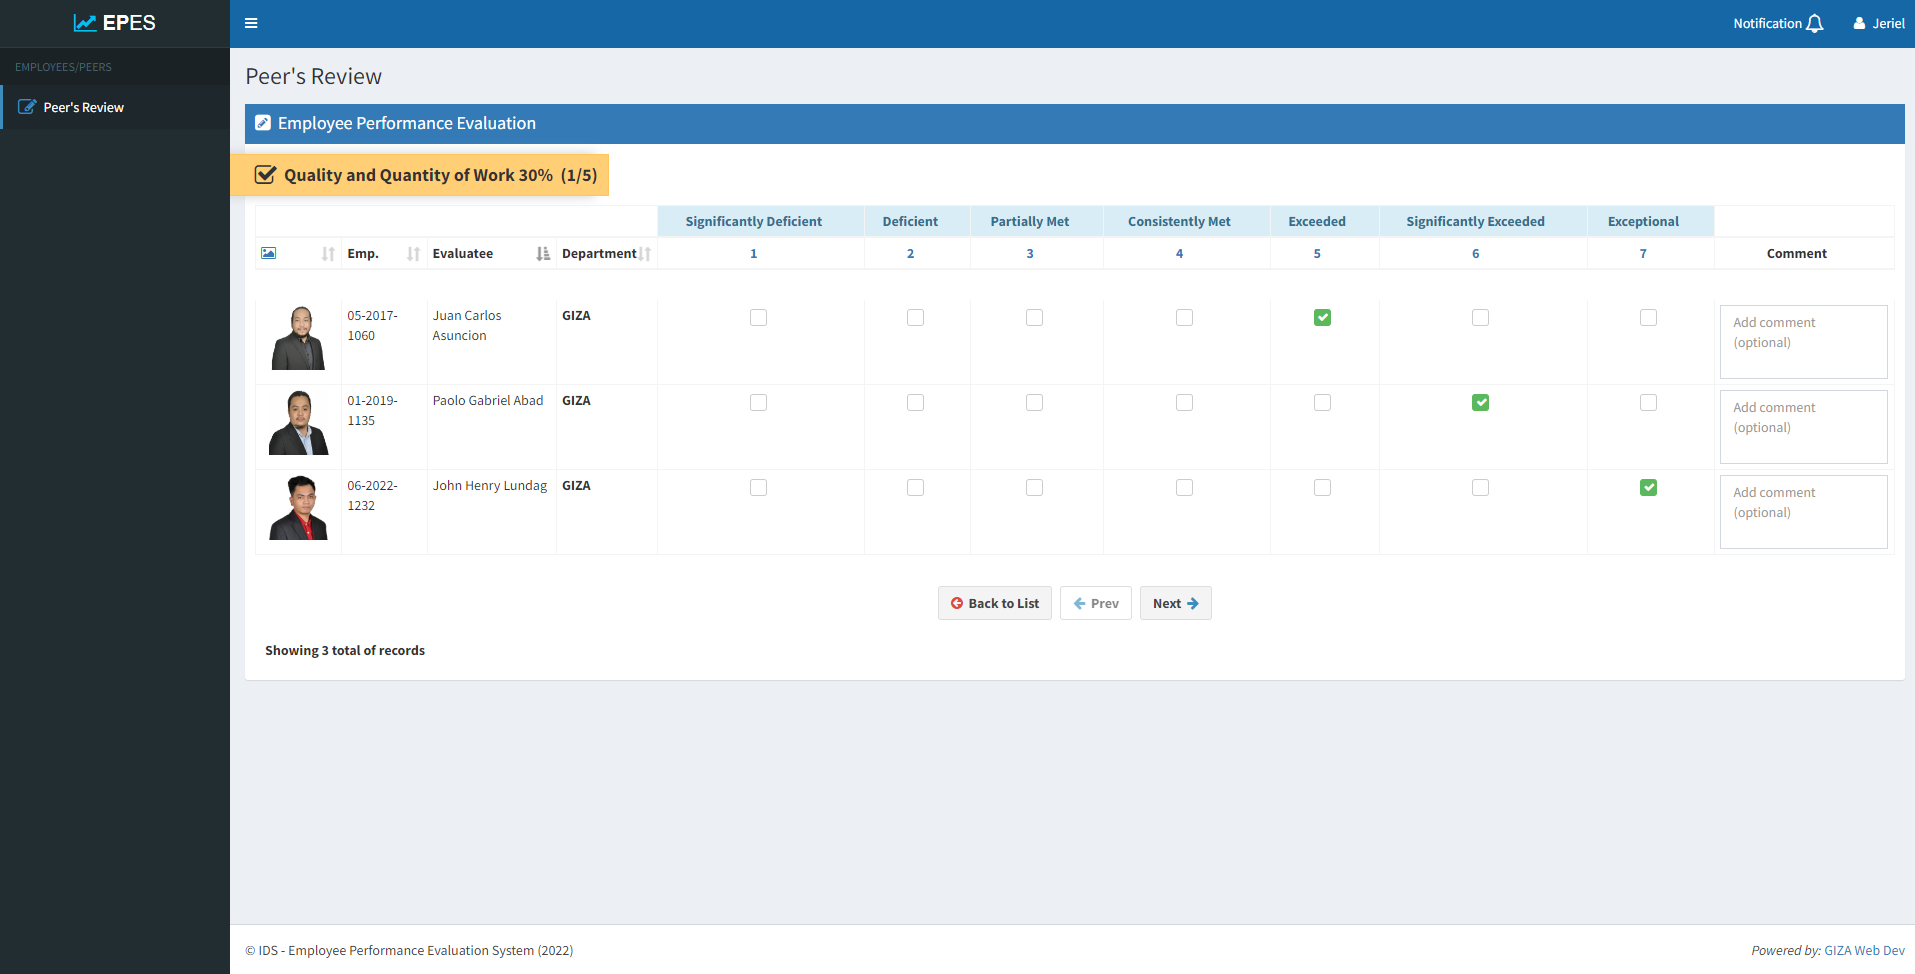 EPES
Notification
Jeriel
EMPLOYEES/PEERS
Peer's Review
Peer's Review
Employee Performance Evaluation
Quality and Quantity of Work 30% (1/5)
Significantly Deficient Deficient Partially Met Consistently Met Exceeded Significantly Exceeded Exceptional
Emp. Evaluatee Department 1 2 3 4 5 6 7 Comment
05-2017- Juan Carlos GIZA Add comment
1060 Asuncion (optional)
01-2019- Paolo Gabriel Abad GIZA Add comment
1135 (optional)
06-2022- John Henry Lundag GIZA Add comment
1232 (optional)
Back to List Prev Next
Showing 3 total of records
© IDS - Employee Performance Evaluation System (2022) Powered by: GIZA Web Dev